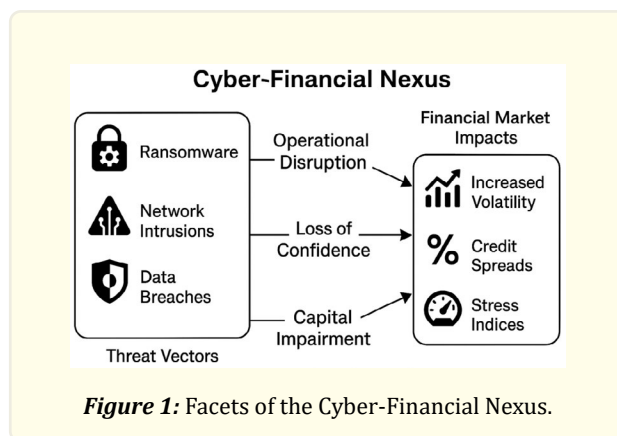 Cyber-Financial Nexus
Ransomware
Network
Intrusions
Data
Breaches
Threat Vectors
Operational
Disruption
Loss of
Confidence
Capital
Impairment
Financial Market
Impacts
Increased
Volatility
% Credit
Spreads
Stress
Indices
Figure 1: Facets of the Cyber-Financial Nexus.